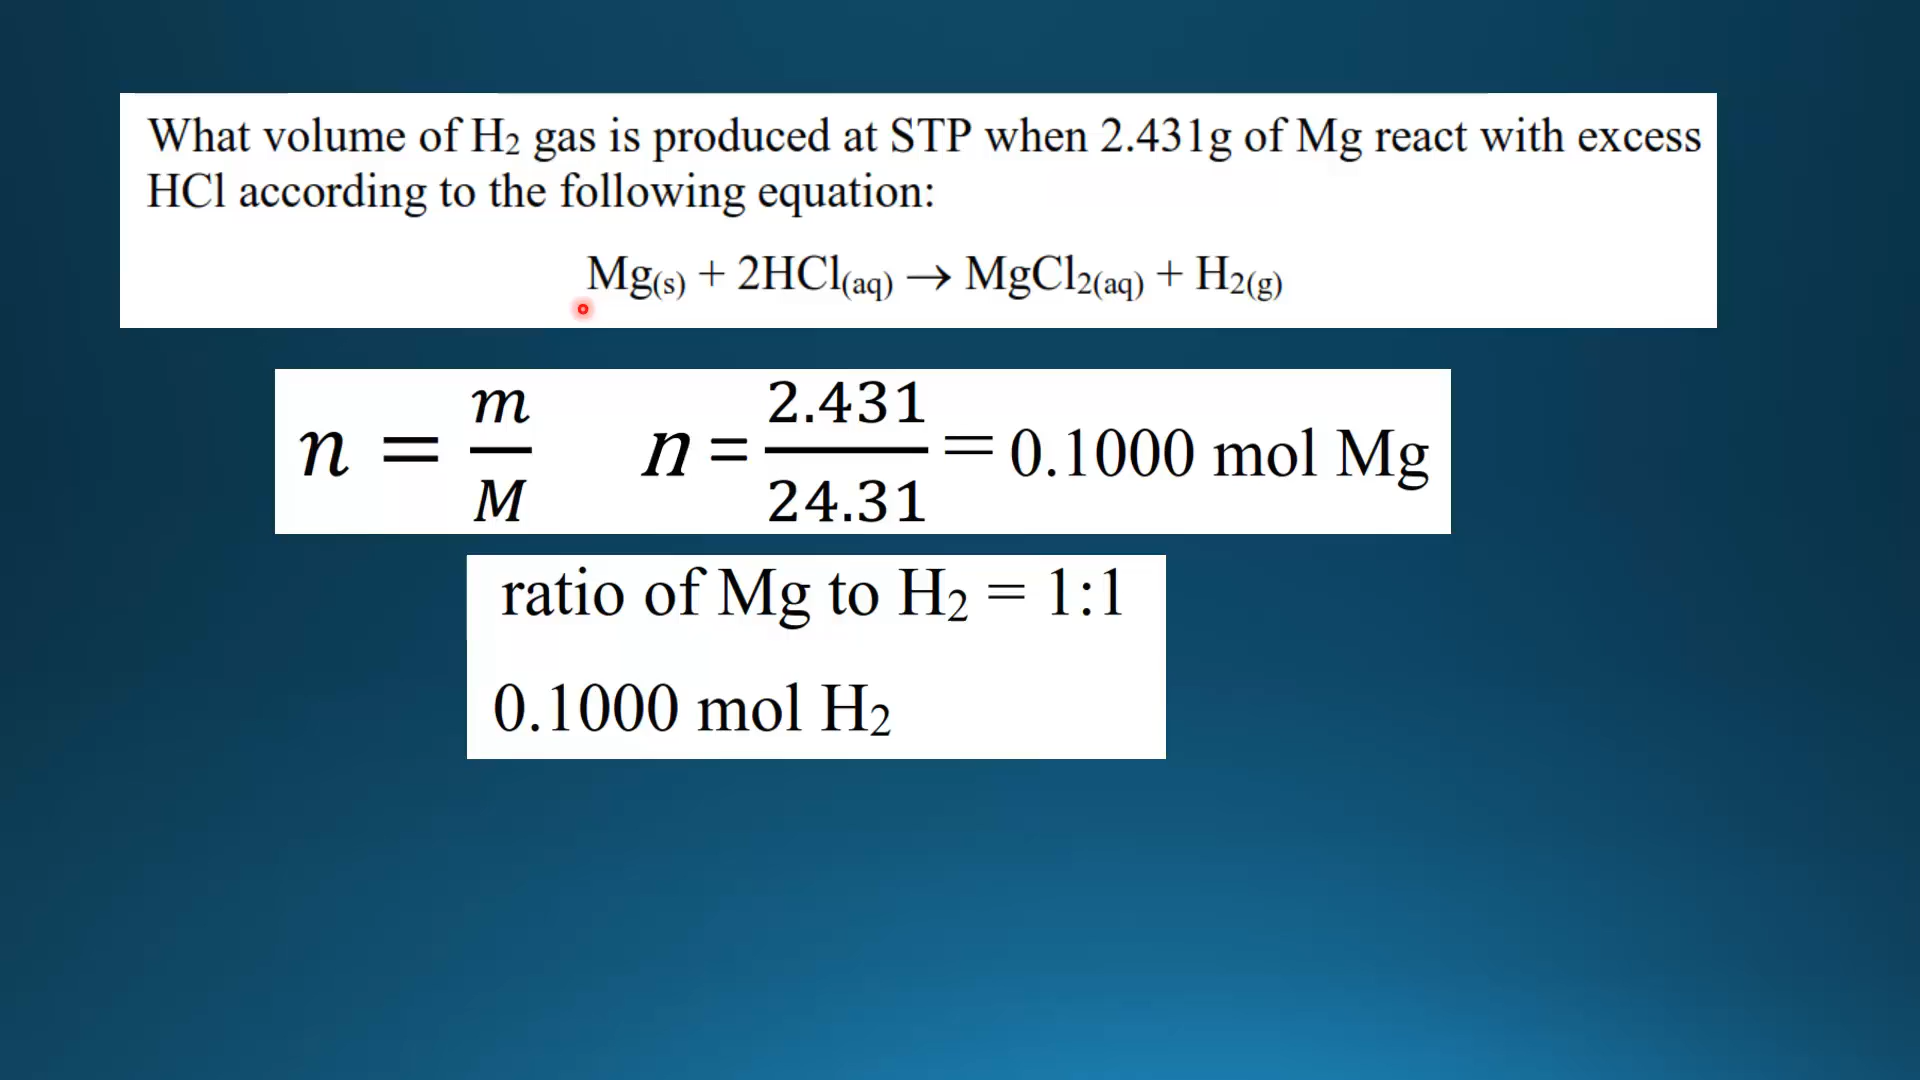 What volume of H₂ gas is produced at STP when 2.431g of Mg react with excess
HCl according to the following equation:
Mg(s) + 2HCl(aq) → MgCl₂(aq) + H₂(g)
n = m/M n = 2.431/24.31 = 0.1000 mol Mg
ratio of Mg to H₂ = 1:1
0.1000 mol H₂